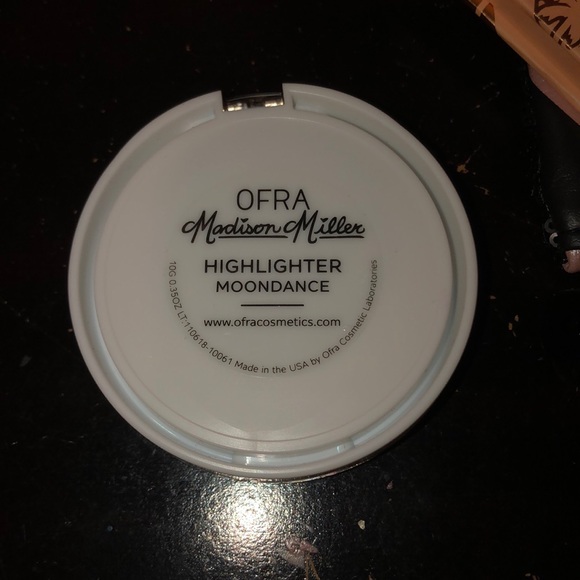 OFRA
Madison Miller
HIGHLIGHTER
MOONDANCE
www.ofracosmetics.com
10G 0.35OZ LT:110618-10061 Made in the USA by Ofra Cosmetic Laboratories